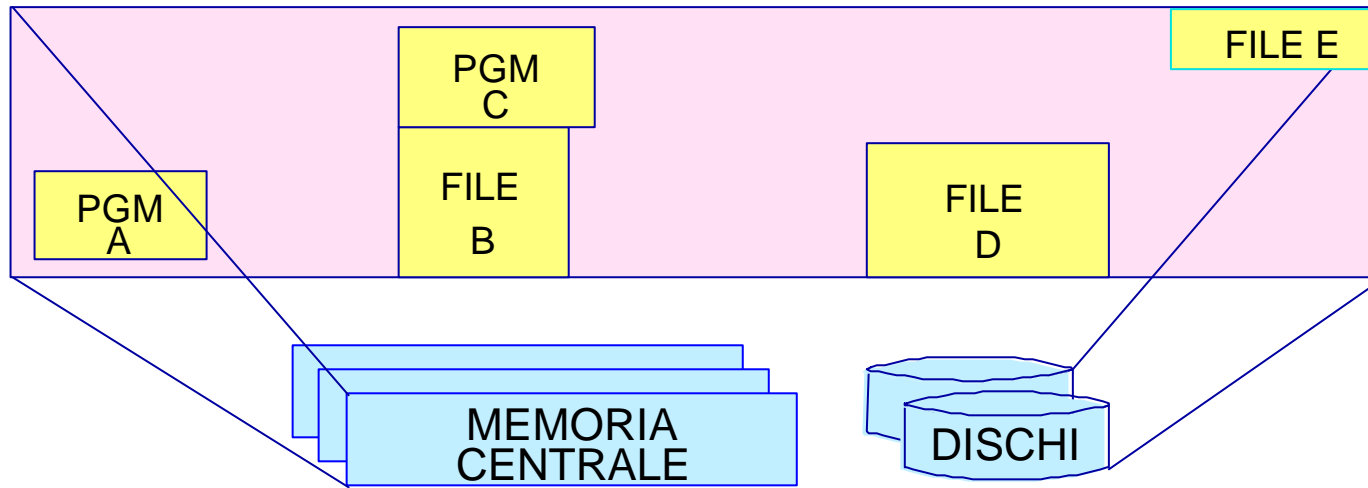 PGM
A
PGM
C
FILE
B
FILE
D
FILE E
MEMORIA
CENTRALE
DISCHI